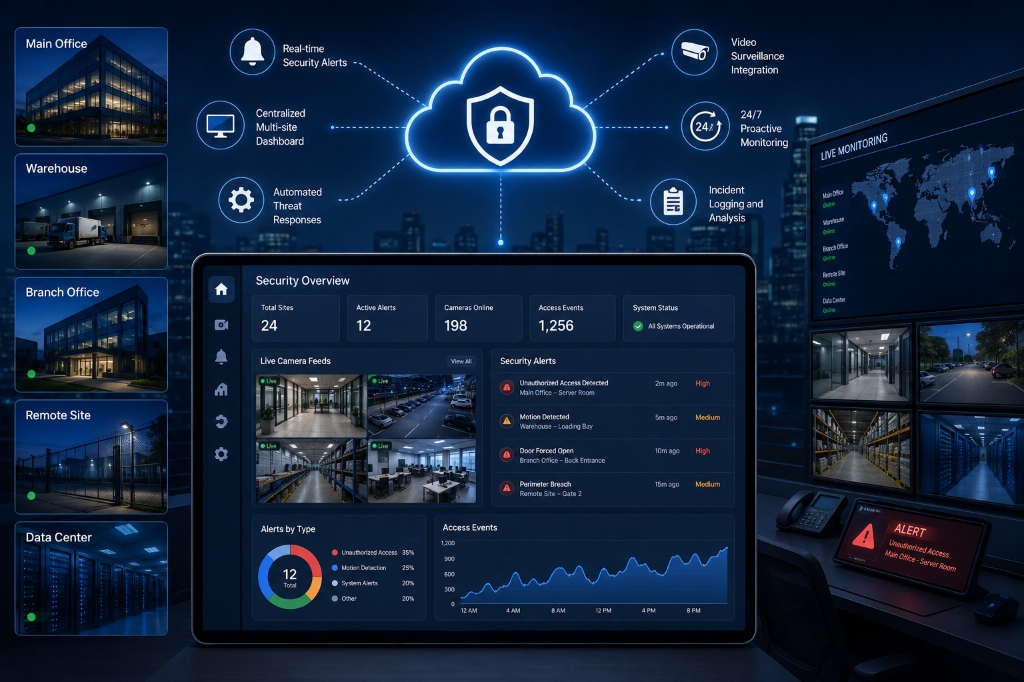 Main Office
Warehouse
Branch Office
Remote Site
Data Center
Real-time
Security Alerts
Centralized
Multi-site
Dashboard
Automated
Threat
Responses
Video
Surveillance
Integration
24/7
24/7
Proactive
Monitoring
Incident
Logging and
Analysis
Security Overview
Total Sites
24
Active Alerts
12
Cameras Online
198
Access Events
1,256
System Status
All Systems Operational
Live Camera Feeds
View All
Live
Live
Live
Live
Security Alerts
Unauthorized Access Detected
Main Office – Server Room
2m ago
High
Motion Detected
Warehouse – Loading Bay
5m ago
Medium
Door Forced Open
Branch Office – Back Entrance
10m ago
High
Perimeter Breach
Remote Site – Gate 2
15m ago
Medium
Alerts by Type
12
Total
Unauthorized Access 35%
Motion Detection 25%
System Alerts 20%
Other 20%
Access Events
1,200
900
600
300
0
12 AM
4 AM
8 AM
12 PM
4 PM
8 PM
LIVE MONITORING
Main Office
Online
Warehouse
Online
Branch Office
Online
Remote Site
Online
Data Center
Online
ALERT
Unauthorized Access
Main Office - Server Room